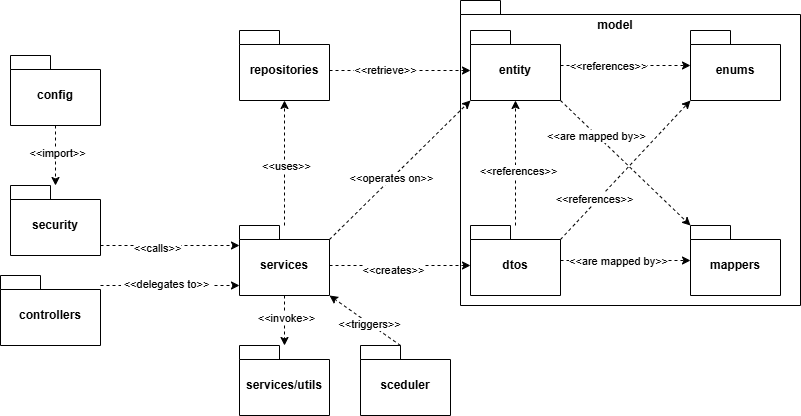 model
repositories
<<retrieve>>
entity
<<references>>
enums
config
<<import>>
<<uses>>
<<operates on>>
<<are mapped by>>
<<references>>
<<references>>
security
<<calls>>
services
<<creates>>
dtos
<<are mapped by>>
mappers
<<delegates to>>
controllers
<<invoke>>
<<triggers>>
services/utils
sceduler